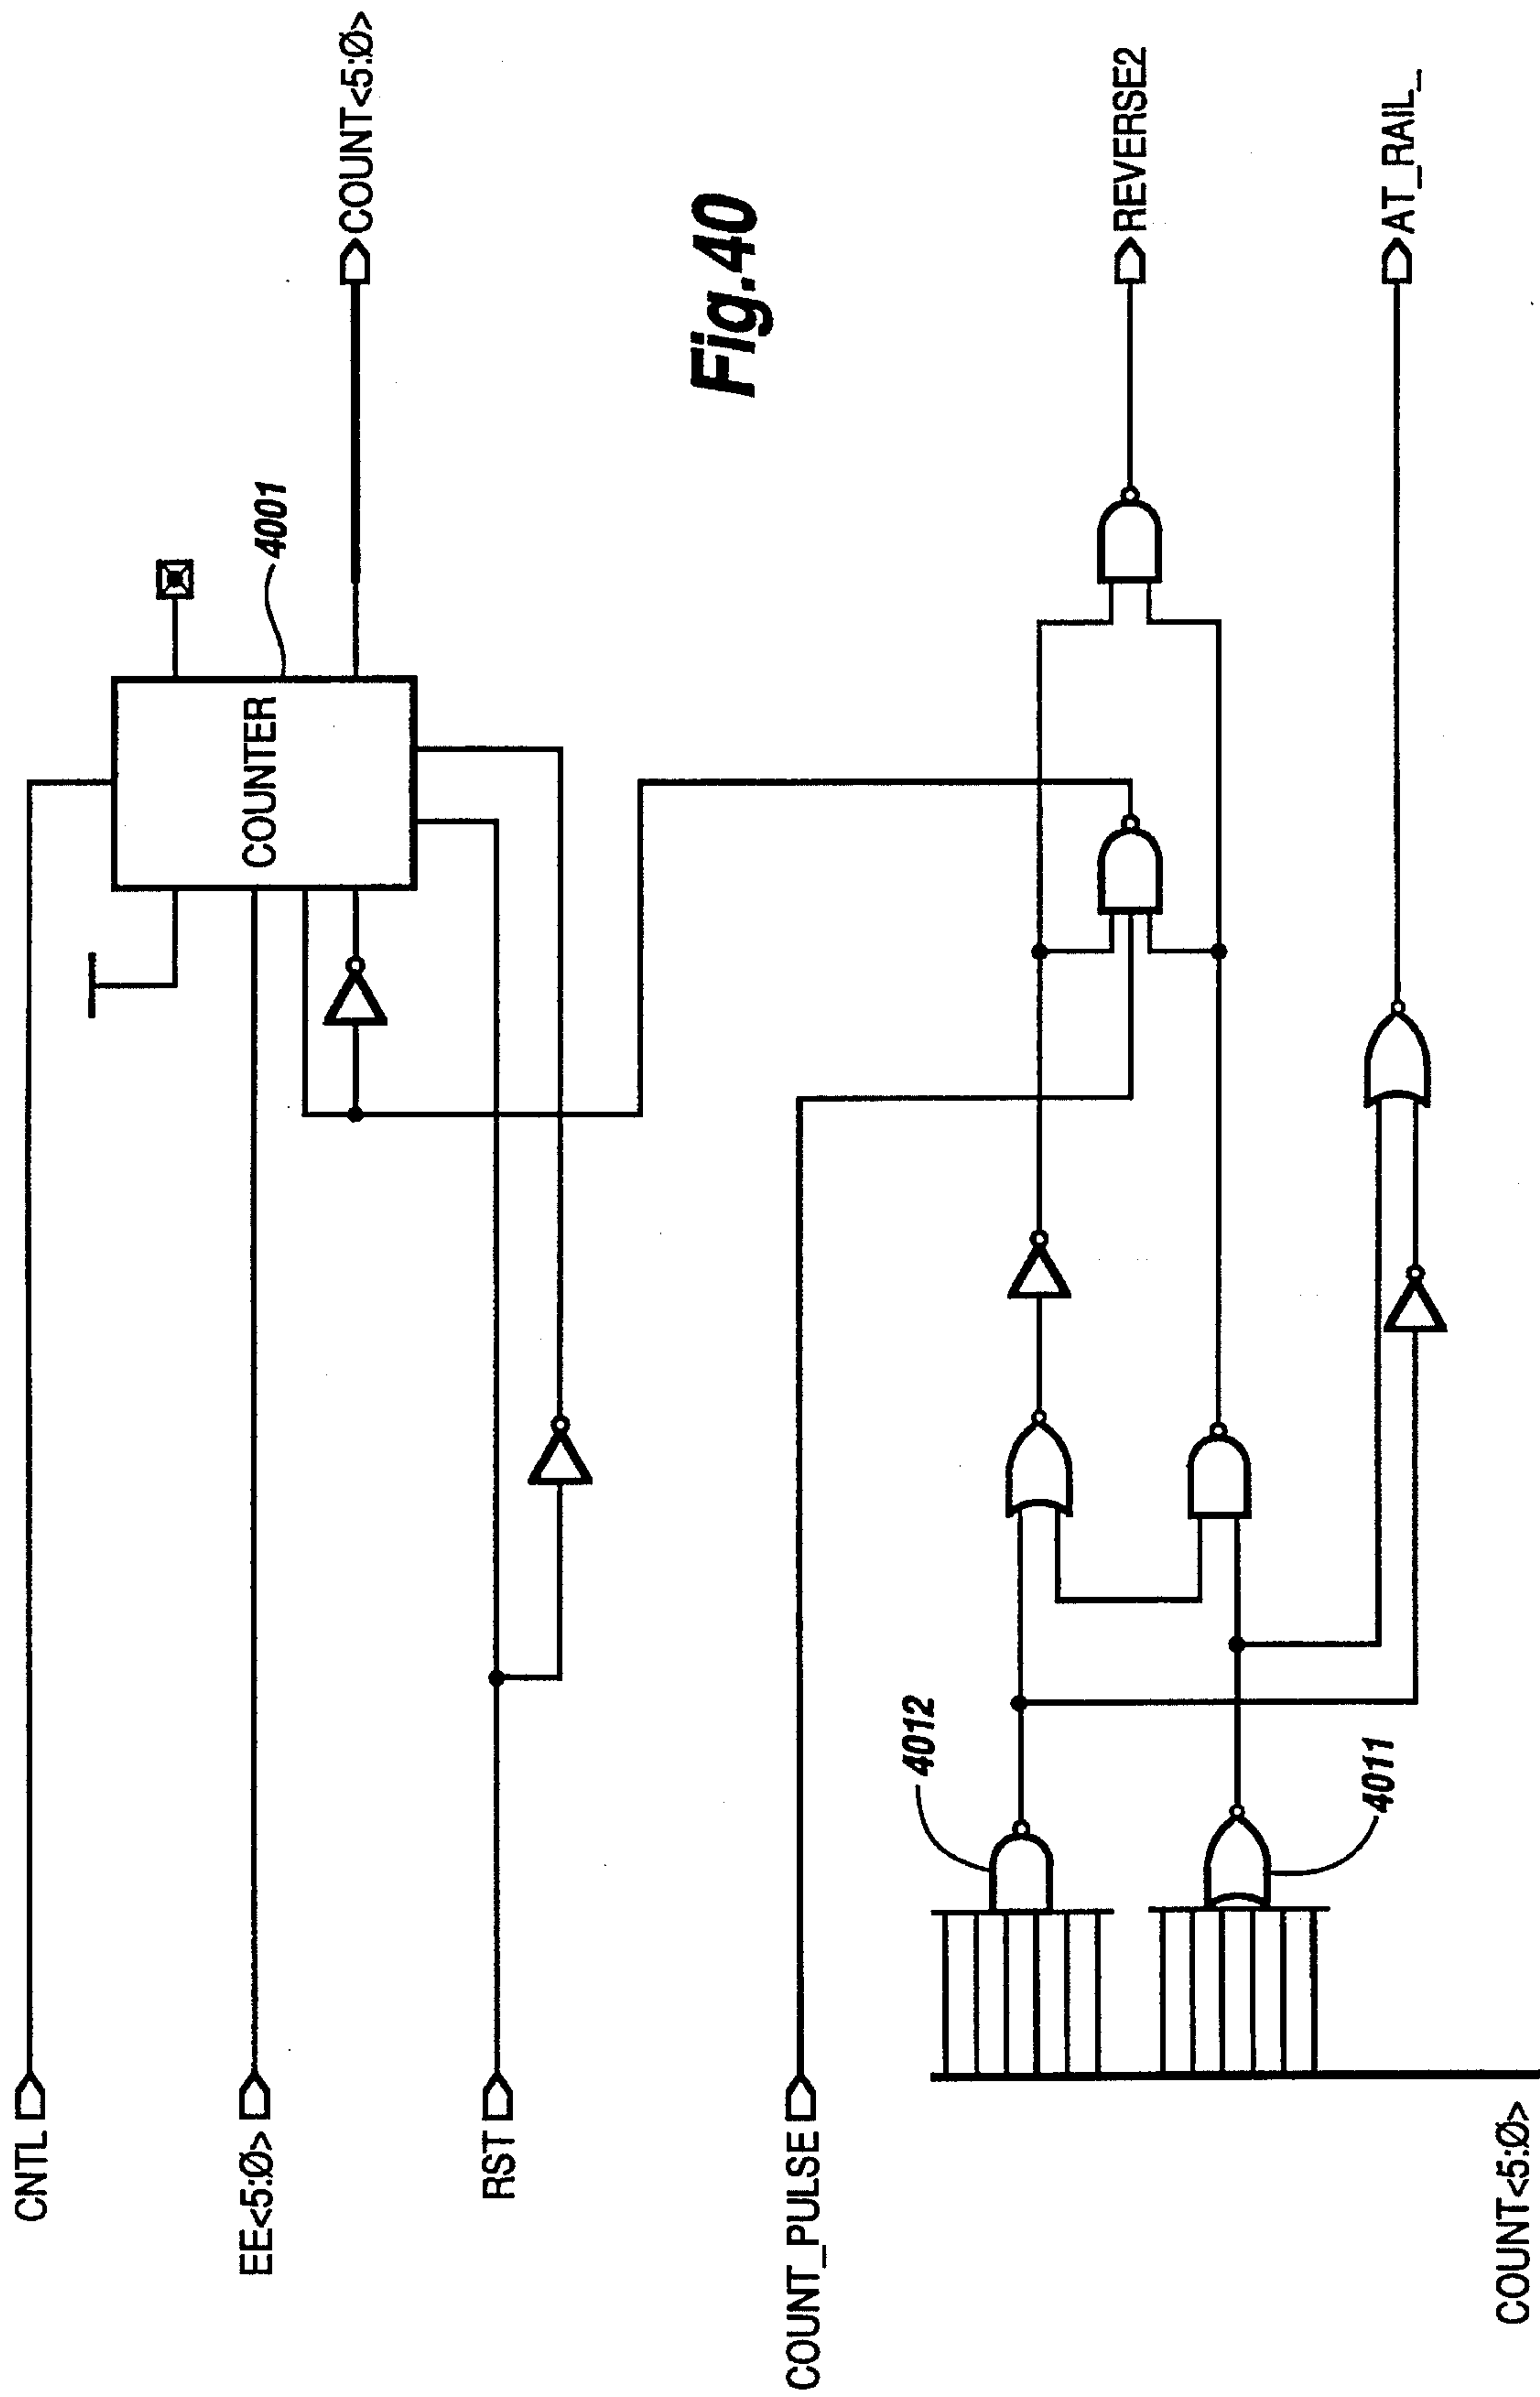 CNTL
EE<5:Ø>
RST
COUNT_PULSE
COUNT<5:Ø>
4012
4011
COUNTER
4001
COUNT<5:Ø>
Fig.40
REVERSE2
AT_RAIL_